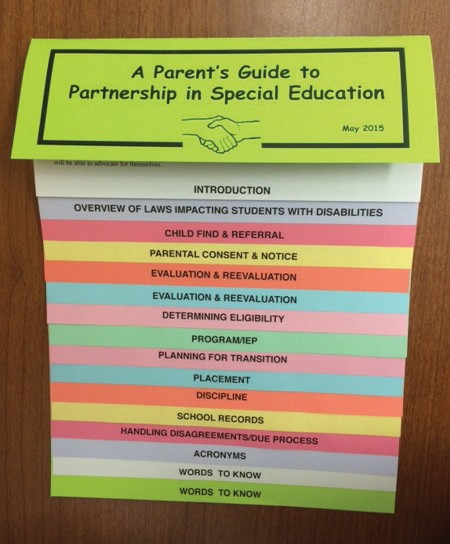 A Parent's Guide to
Partnership in Special Education
May 2015
will be able to advocate for themselves.
INTRODUCTION
OVERVIEW OF LAWS IMPACTING STUDENTS WITH DISABILITIES
CHILD FIND & REFERRAL
PARENTAL CONSENT & NOTICE
EVALUATION & REEVALUATION
EVALUATION & REEVALUATION
DETERMINING ELIGIBILITY
PROGRAM/IEP
PLANNING FOR TRANSITION
PLACEMENT
DISCIPLINE
SCHOOL RECORDS
HANDLING DISAGREEMENTS/DUE PROCESS
ACRONYMS
WORDS TO KNOW
WORDS TO KNOW